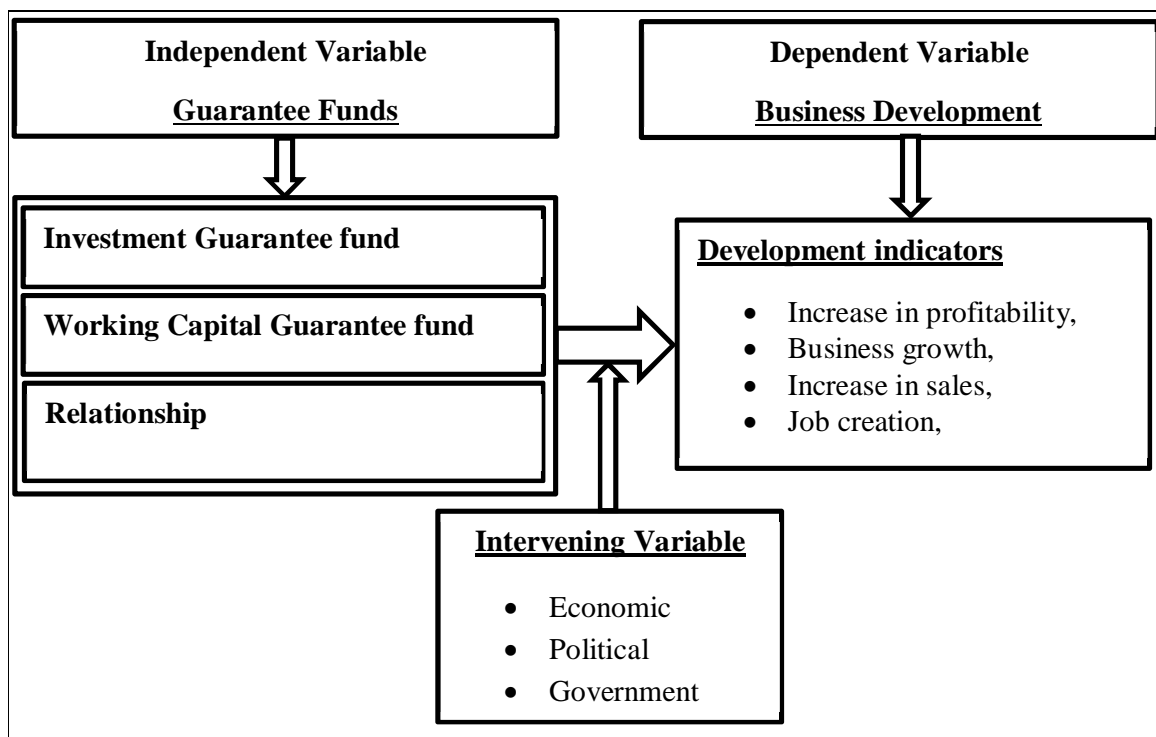 Independent Variable
Guarantee Funds
Dependent Variable
Business Development
Investment Guarantee fund
Working Capital Guarantee fund
Relationship
Development indicators
• Increase in profitability,
• Business growth,
• Increase in sales,
• Job creation,
Intervening Variable
• Economic
• Political
• Government